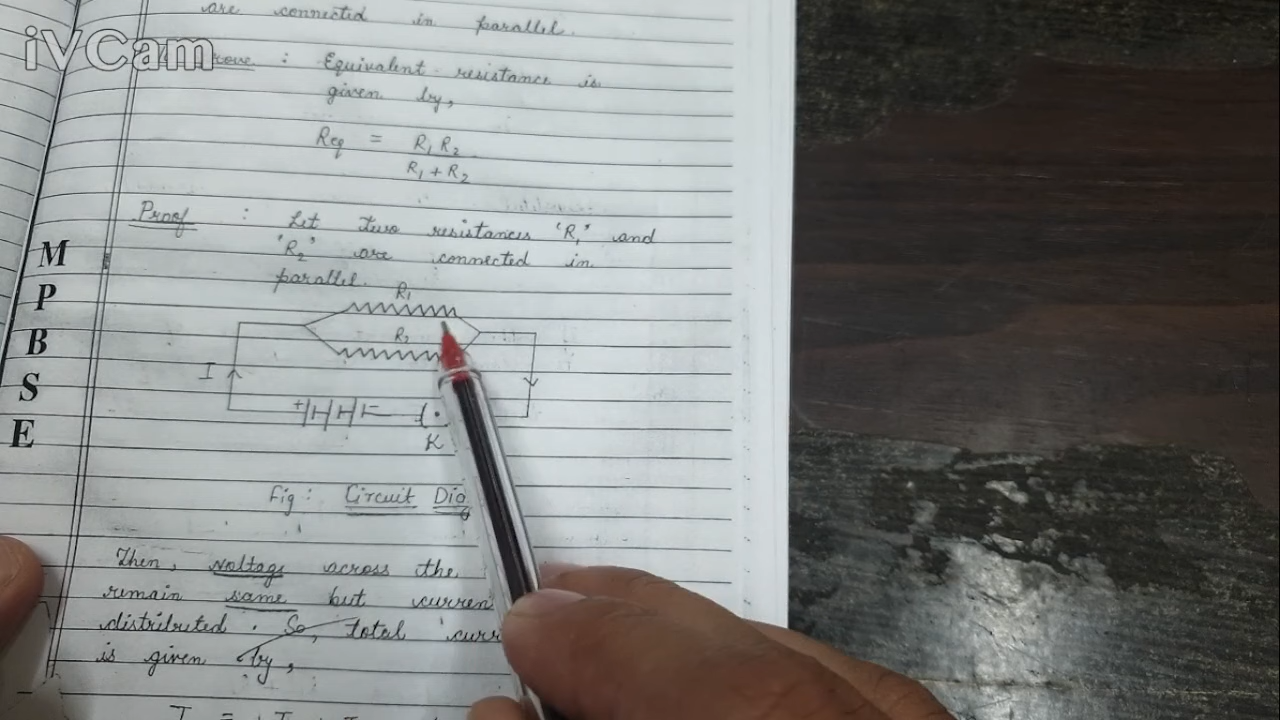 are connected in parallel.
iVCam
: Equivalent resistance is
given by,
Req = R₁ R₂
R₁ + R₂
Proof : Let two resistances 'R₁' and
'R₂' are connected in
parallel.
R₁
R₂
I
+
K
Fig : Circuit Dia
Then, voltage across the
remain same but curren
distributed. So, total curr
is given by,
M
P
B
S
E